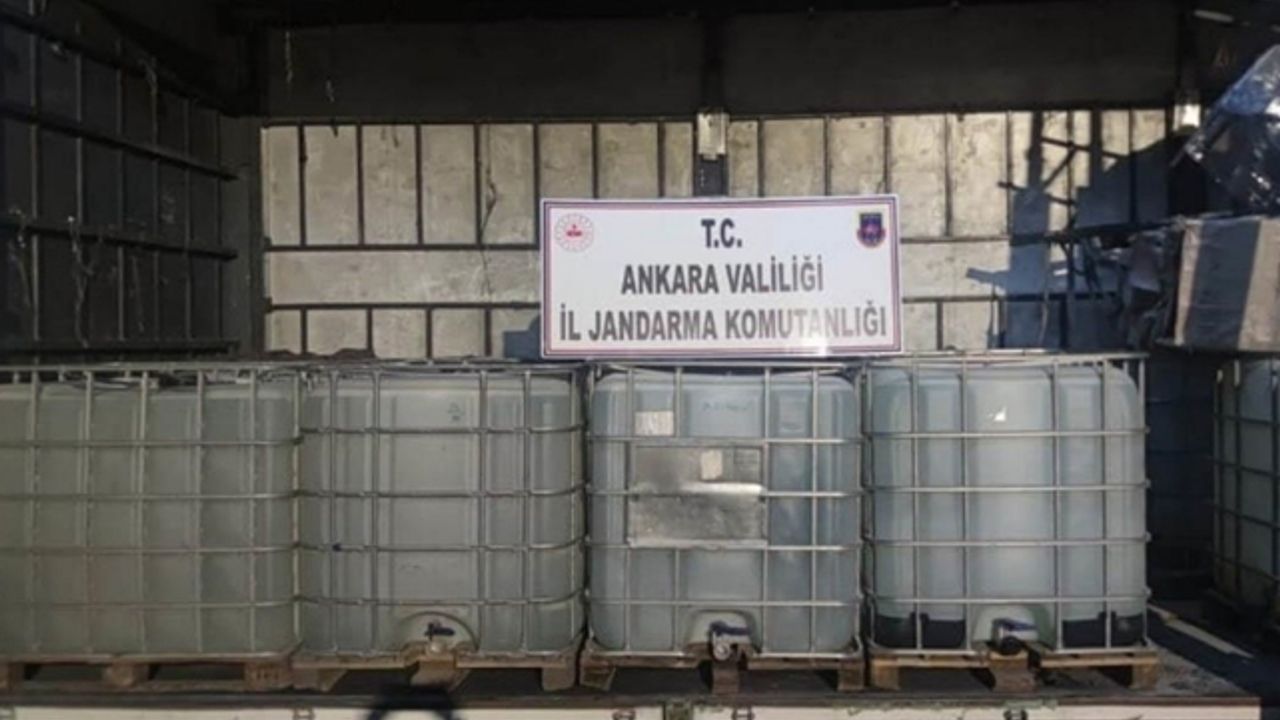 T.C.
ANKARA VALİLİĞİ
İL JANDARMA KOMUTANLIĞI